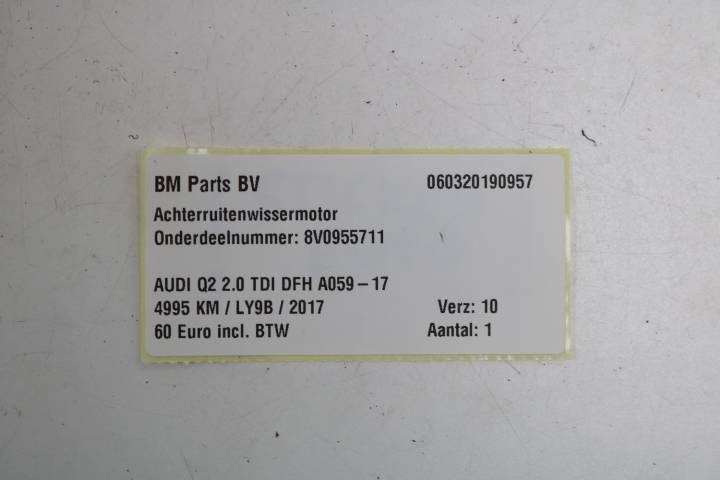 BM Parts BV 060320190957
Achterruitenwissermotor
Onderdeelnummer: 8V0955711
AUDI Q2 2.0 TDI DFH A059-17
4995 KM / LY9B / 2017 Verz: 10
60 Euro incl. BTW Aantal: 1